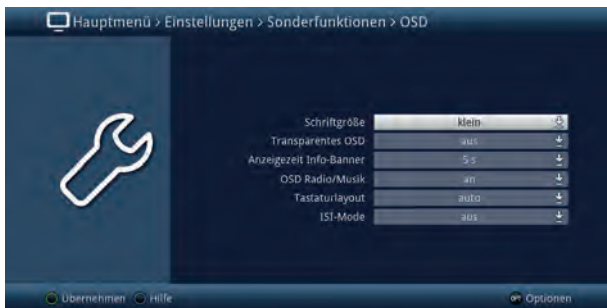 Hauptmenü > Einstellungen > Sonderfunktionen > OSD
Schriftgröße klein
Transparentes OSD aus
Anzeigezeit Info-Banner 5 s
OSD Radio/Musik an
Tastaturlayout auto
ISI-Mode aus
Übernehmen Hilfe OPT Optionen